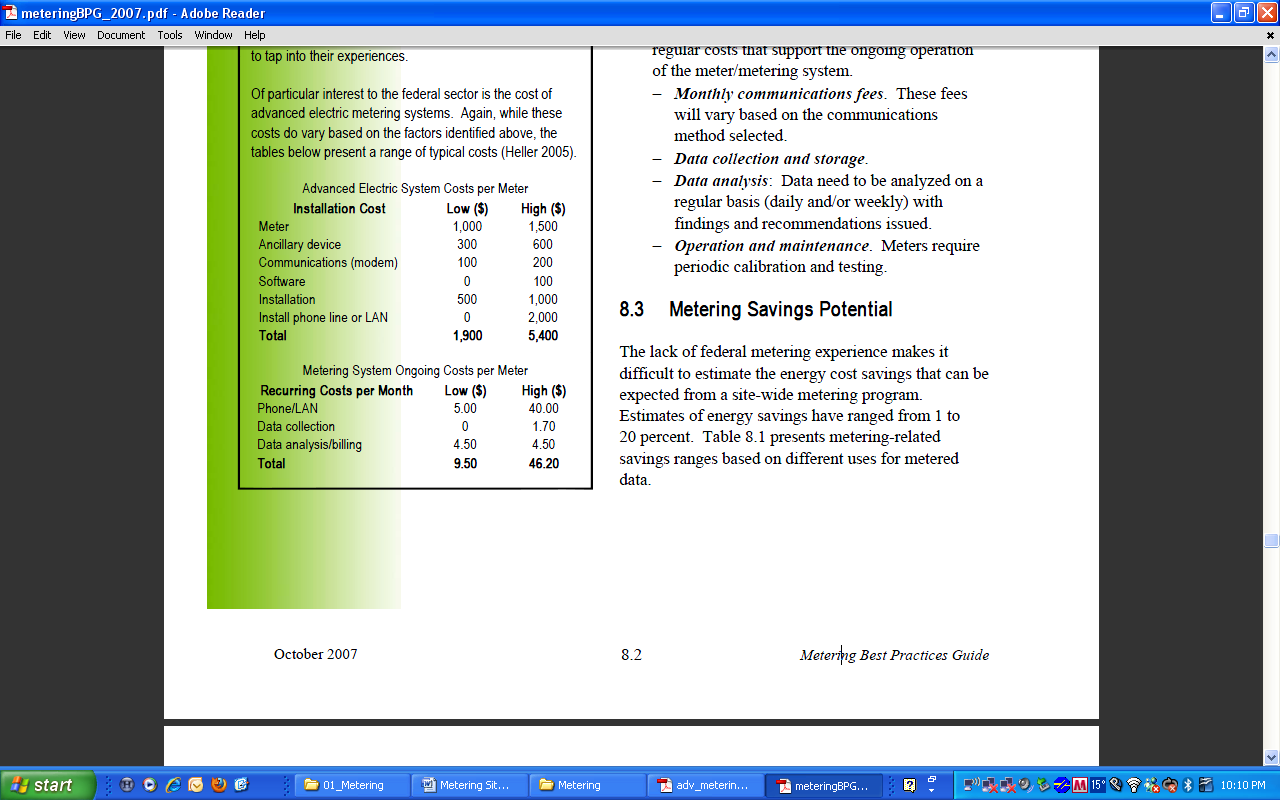 meteringBPG_2007.pdf - Adobe Reader
File Edit View Document Tools Window Help
to tap into their experiences.
Of particular interest to the federal sector is the cost of
advanced electric metering systems. Again, while these
costs do vary based on the factors identified above, the
tables below present a range of typical costs (Heller 2005).
Advanced Electric System Costs per Meter
Installation Cost Low ($) High ($)
Meter 1,000 1,500
Ancillary device 300 600
Communications (modem) 100 200
Software 0 100
Installation 500 1,000
Install phone line or LAN 0 2,000
Total 1,900 5,400
Metering System Ongoing Costs per Meter
Recurring Costs per Month Low ($) High ($)
Phone/LAN 5.00 40.00
Data collection 0 1.70
Data analysis/billing 4.50 4.50
Total 9.50 46.20
regular costs that support the ongoing operation
of the meter/metering system.
– Monthly communications fees. These fees
will vary based on the communications
method selected.
– Data collection and storage.
– Data analysis: Data need to be analyzed on a
regular basis (daily and/or weekly) with
findings and recommendations issued.
– Operation and maintenance. Meters require
periodic calibration and testing.
8.3 Metering Savings Potential
The lack of federal metering experience makes it
difficult to estimate the energy cost savings that can be
expected from a site-wide metering program.
Estimates of energy savings have ranged from 1 to
20 percent. Table 8.1 presents metering-related
savings ranges based on different uses for metered
data.
October 2007 8.2 Metering Best Practices Guide
start 01_Metering Metering Sit... Metering adv_meterin... meteringBPG... 15° 10:10 PM